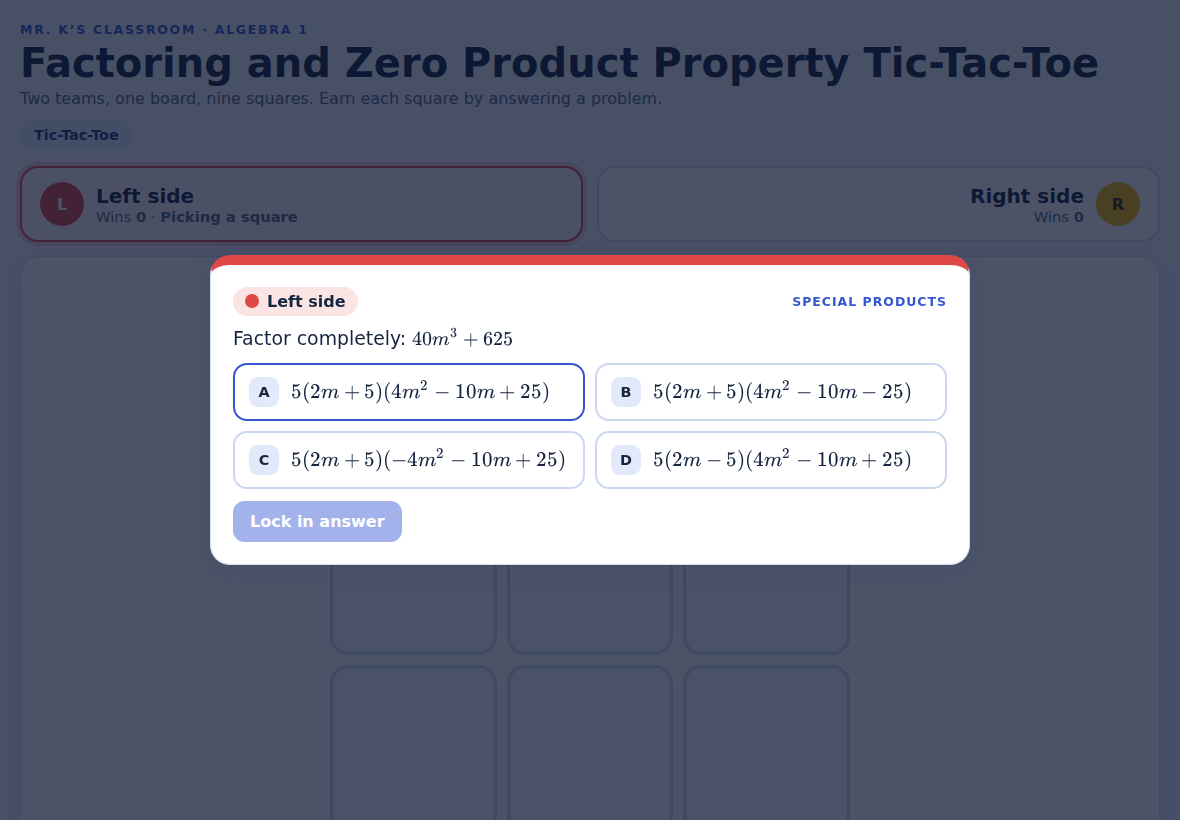 MR. K'S CLASSROOM · ALGEBRA 1
Factoring and Zero Product Property Tic-Tac-Toe
Two teams, one board, nine squares. Earn each square by answering a problem.
Tic-Tac-Toe
L Left side
Wins 0 · Picking a square
Right side R
Wins 0
Left side SPECIAL PRODUCTS
Factor completely: 40m³ + 625
A 5(2m + 5)(4m² − 10m + 25)
B 5(2m + 5)(4m² − 10m − 25)
C 5(2m + 5)(−4m² − 10m + 25)
D 5(2m − 5)(4m² − 10m + 25)
Lock in answer